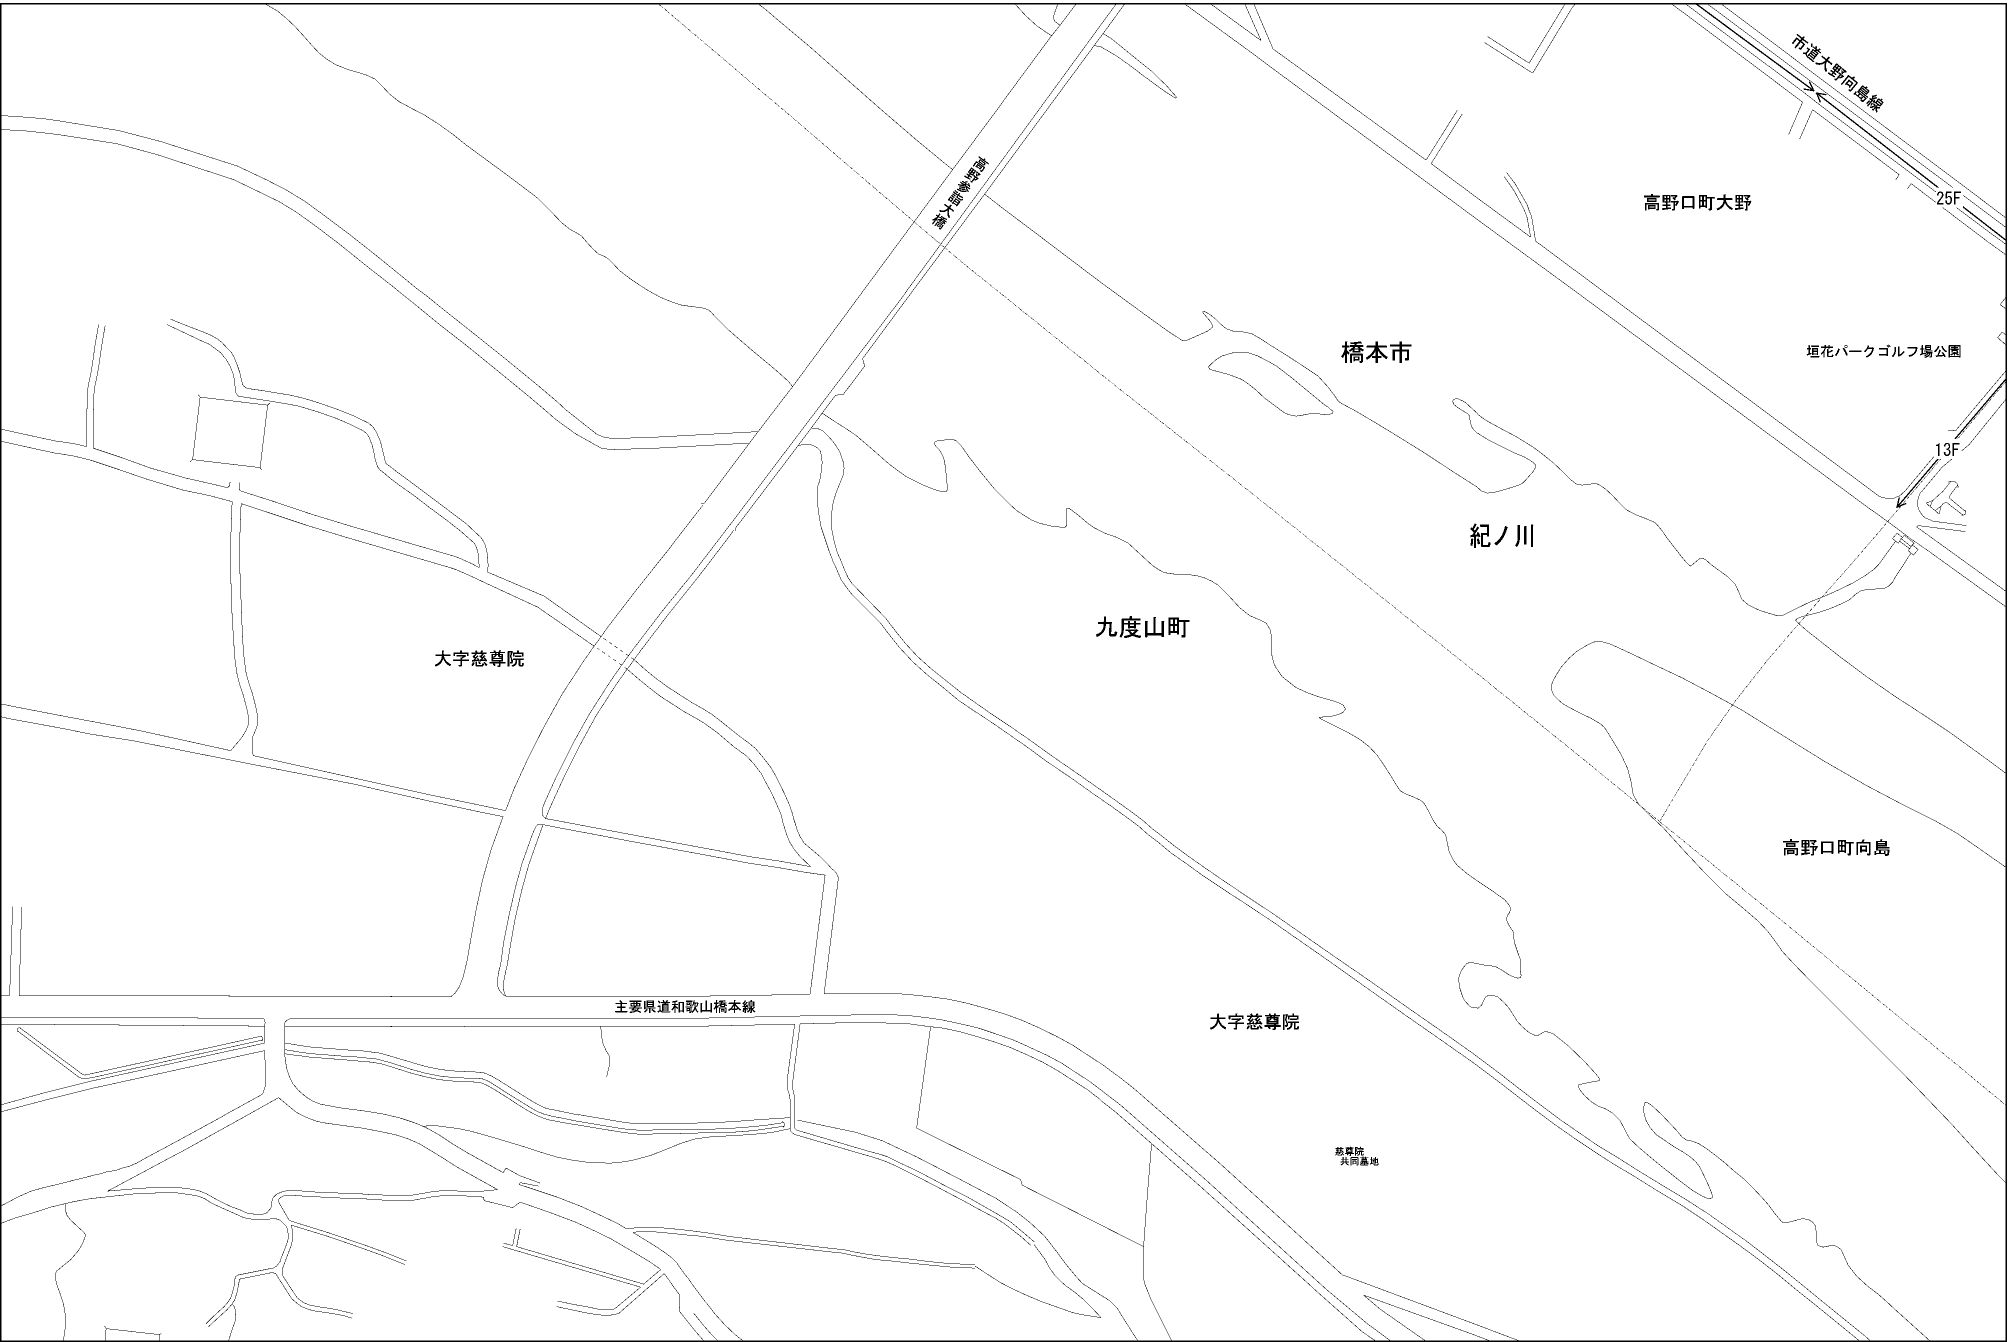 市道大野向島線
高野参詣大橋
高野口町大野
25F
橋本市
垣花パークゴルフ場公園
13F
紀ノ川
九度山町
大字慈尊院
高野口町向島
主要県道和歌山橋本線
大字慈尊院
慈尊院
共同墓地